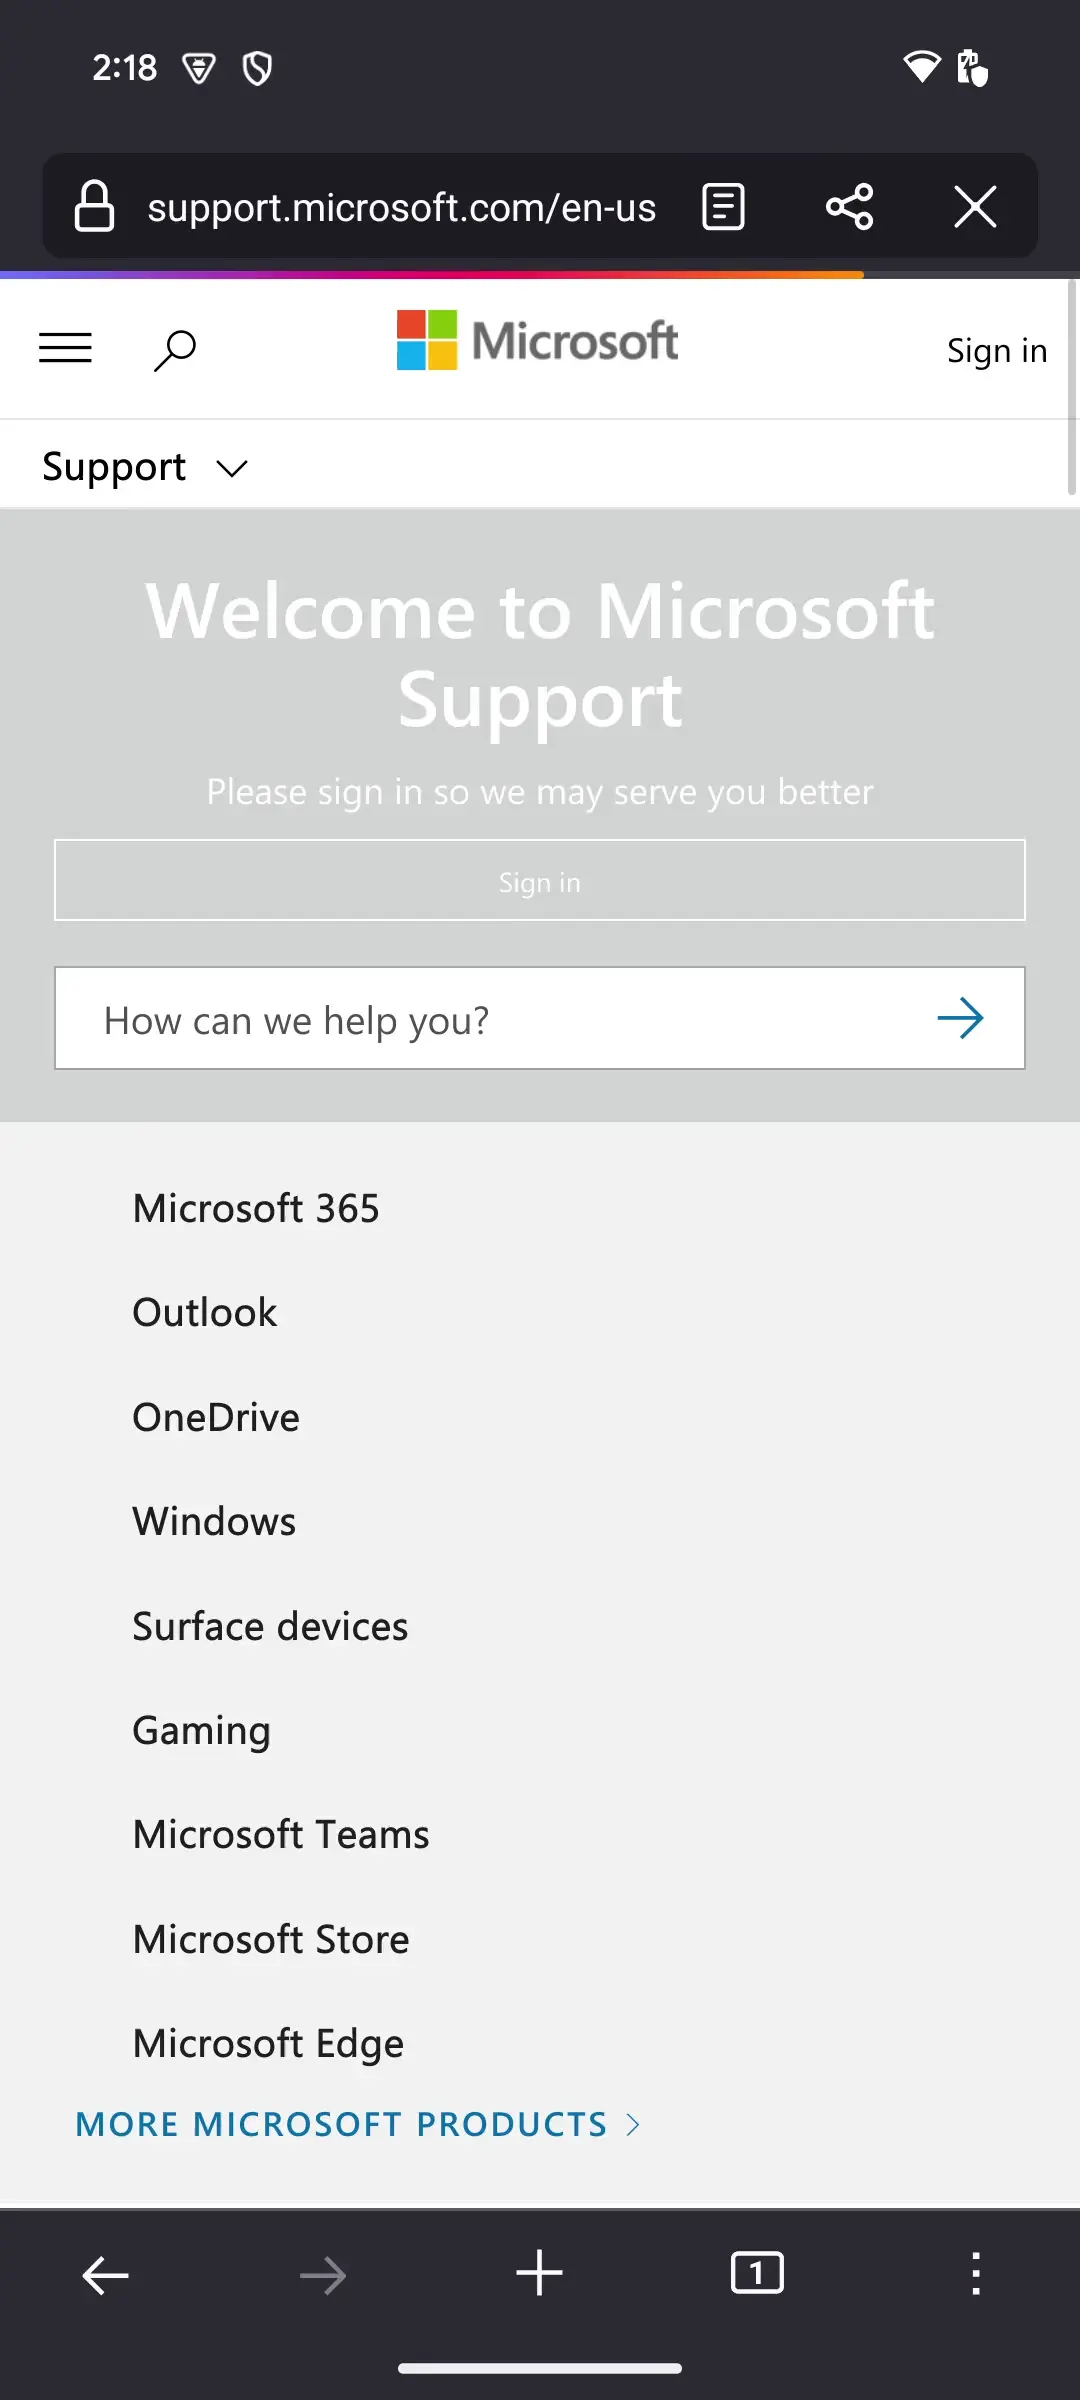 2:18
support.microsoft.com/en-us
Microsoft
Sign in
Support
Welcome to Microsoft
Support
Please sign in so we may serve you better
Sign in
How can we help you?
Microsoft 365
Outlook
OneDrive
Windows
Surface devices
Gaming
Microsoft Teams
Microsoft Store
Microsoft Edge
MORE MICROSOFT PRODUCTS
1